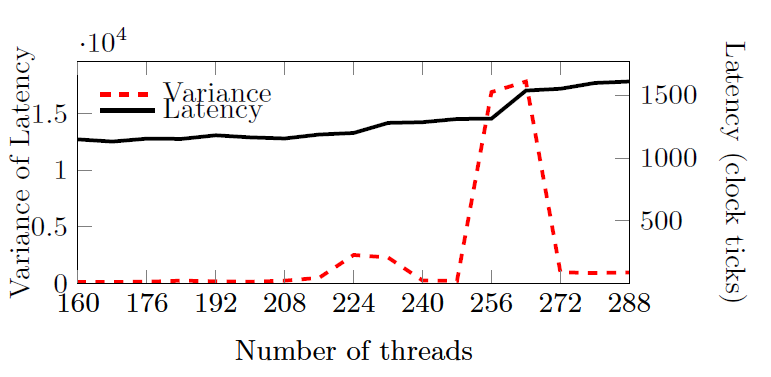 ·10^4
Variance
Latency
1.5
1
0.5
0
1500
1000
500
160 176 192 208 224 240 256 272 288
Number of threads
Variance of Latency
Latency (clock ticks)